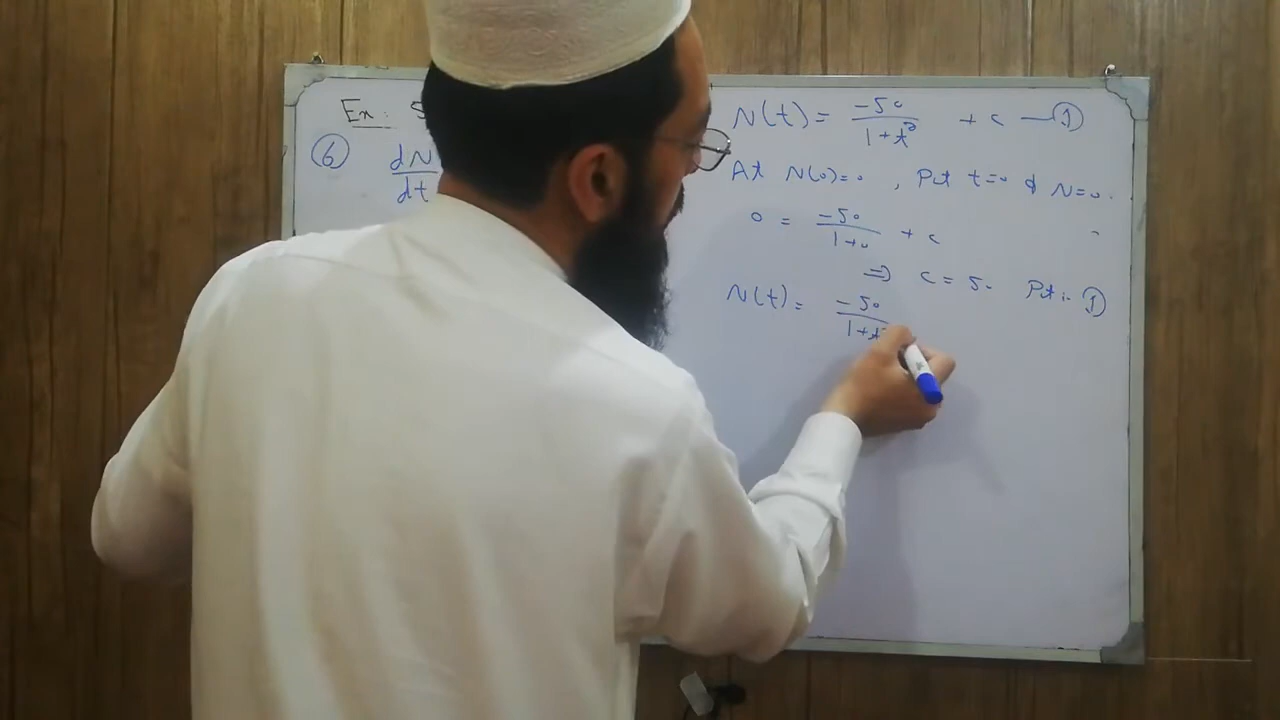 Ex: 5
⑥ dN/dt
N(t) = -50/(1+t²) + c —①
At N(0)=0 , Put t=0 & N=0.
0 = -50/(1+0) + c
⇒ c = 50 Put in ①
N(t) = -50/(1+t²